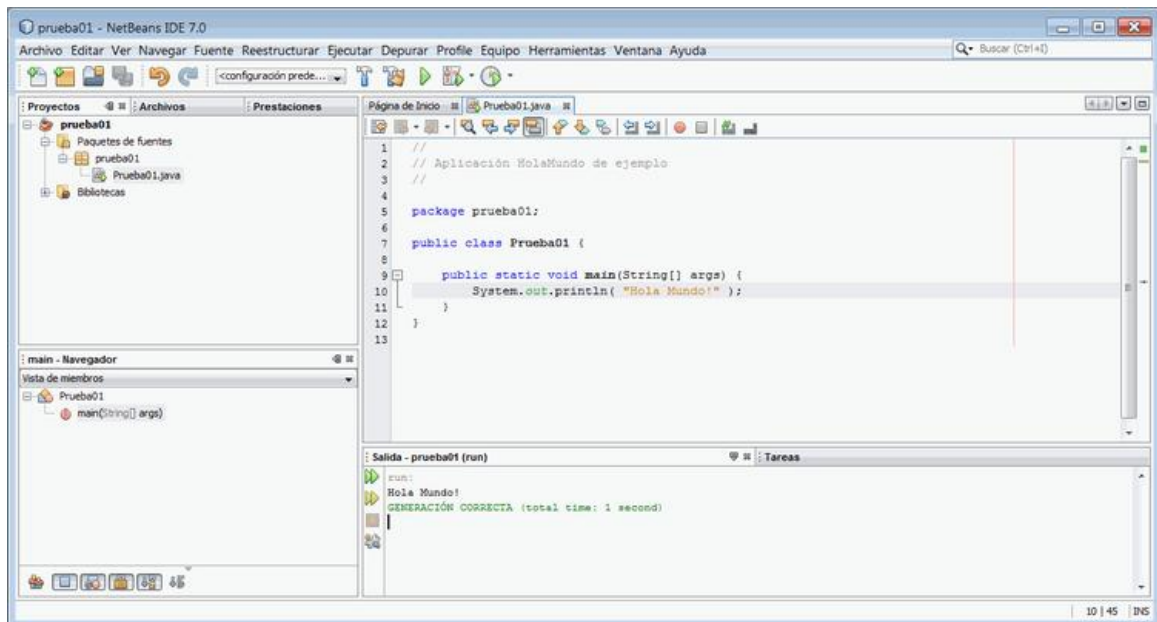 prueba01 - NetBeans IDE 7.0
Archivo Editar Ver Navegar Fuente Reestructurar Ejecutar Depurar Profile Equipo Herramientas Ventana Ayuda
Buscar (Ctrl+I)
<configuración prede...
Proyectos Archivos Prestaciones
prueba01
Paquetes de fuentes
prueba01
Prueba01.java
Bibliotecas
Página de Inicio Prueba01.java
1 //
2 // Aplicación HolaMundo de ejemplo
3 //
4
5 package prueba01;
6
7 public class Prueba01 {
8
9 public static void main(String[] args) {
10 System.out.println( "Hola Mundo!" );
11 }
12 }
13
main - Navegador
Vista de miembros
Prueba01
main(String[] args)
Salida - prueba01 (run) Tareas
run:
Hola Mundo!
GENERACIÓN CORRECTA (total time: 1 second)
10 | 45 INS